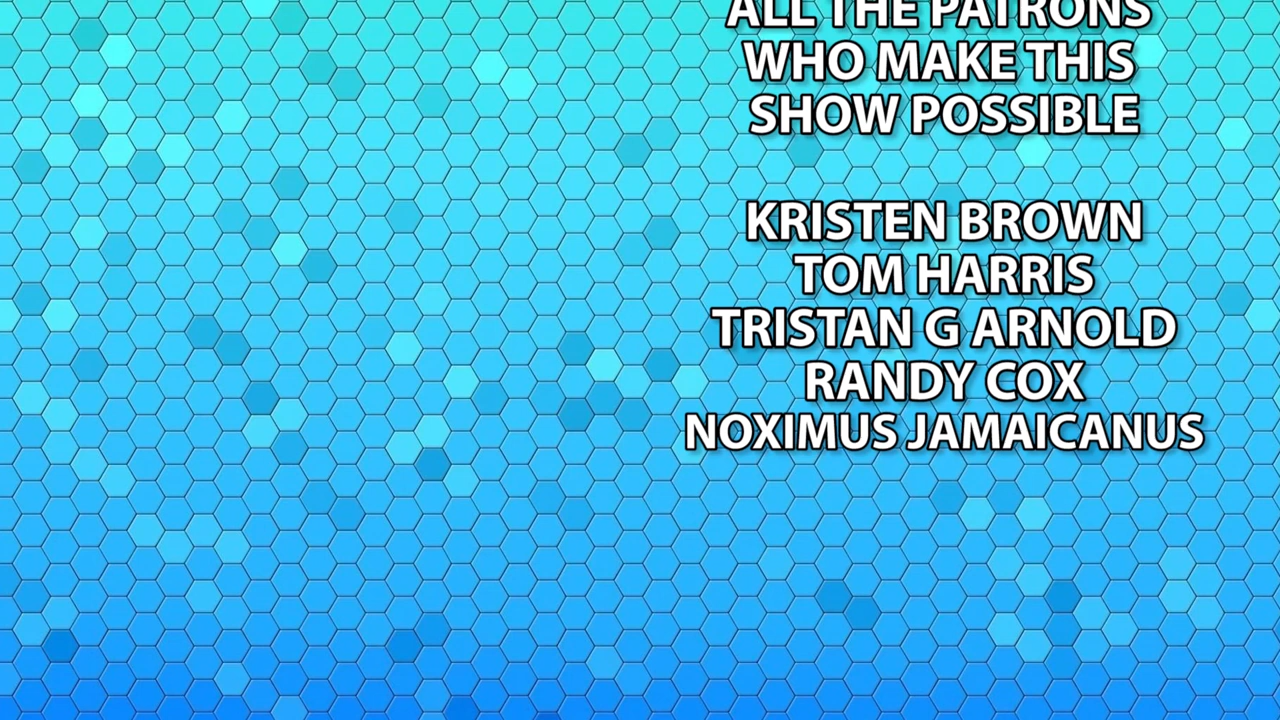 ALL THE PATRONS
WHO MAKE THIS
SHOW POSSIBLE
KRISTEN BROWN
TOM HARRIS
TRISTAN G ARNOLD
RANDY COX
NOXIMUS JAMAICANUS